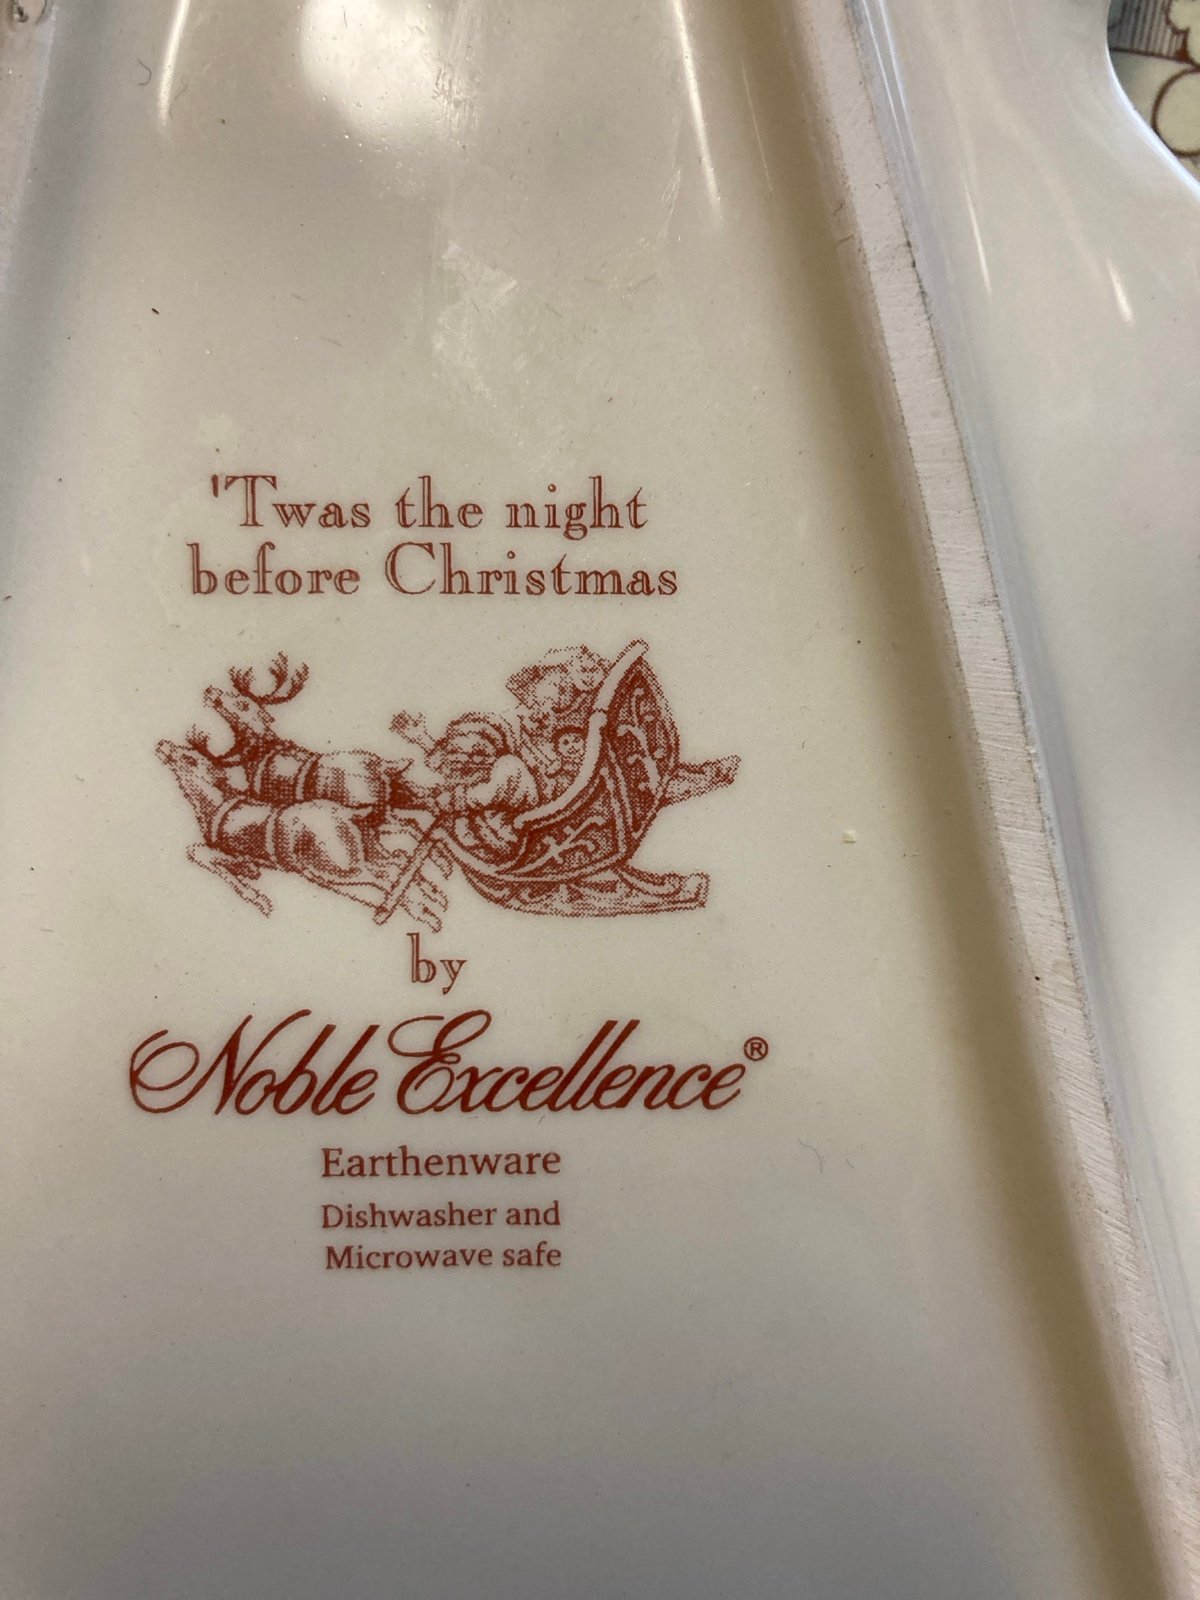 'Twas the night
before Christmas
by
Noble Excellence®
Earthenware
Dishwasher and
Microwave safe